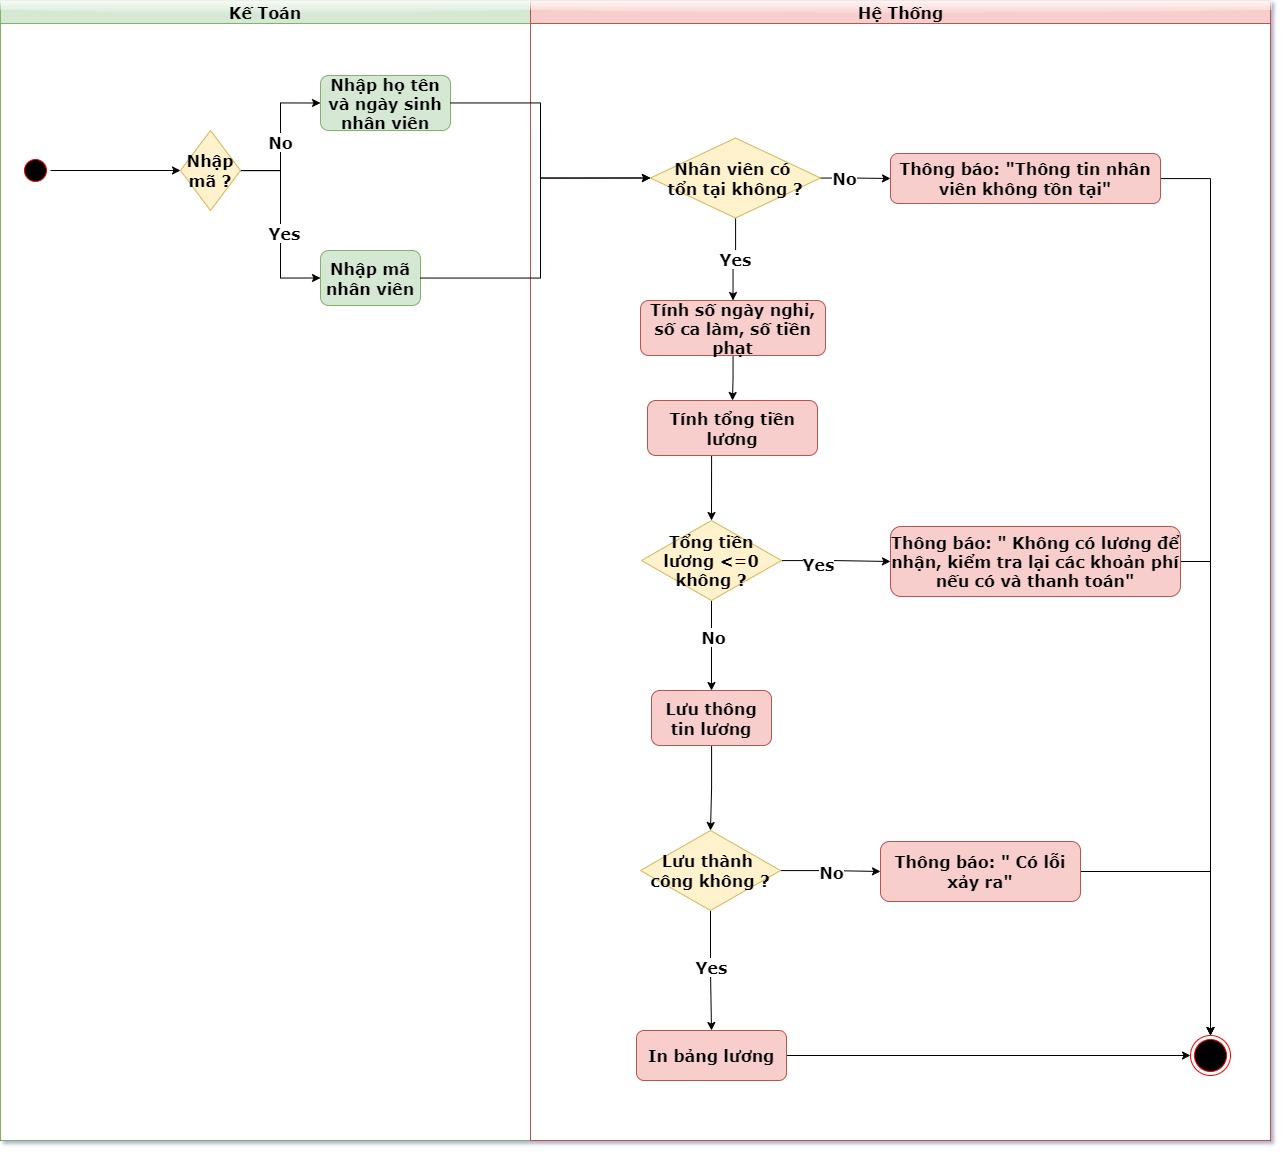 Kế Toán
Hệ Thống
Nhập họ tên
và ngày sinh
nhân viên
No
Nhập
mã ?
Yes
Nhập mã
nhân viên
Nhân viên có
tồn tại không ?
No
Thông báo: "Thông tin nhân
viên không tồn tại"
Yes
Tính số ngày nghỉ,
số ca làm, số tiền
phạt
Tính tổng tiền
lương
Tổng tiền
lương <=0
không ?
Yes
Thông báo: " Không có lương để
nhận, kiểm tra lại các khoản phí
nếu có và thanh toán"
No
Lưu thông
tin lương
Lưu thành
công không ?
No
Thông báo: " Có lỗi
xảy ra"
Yes
In bảng lương